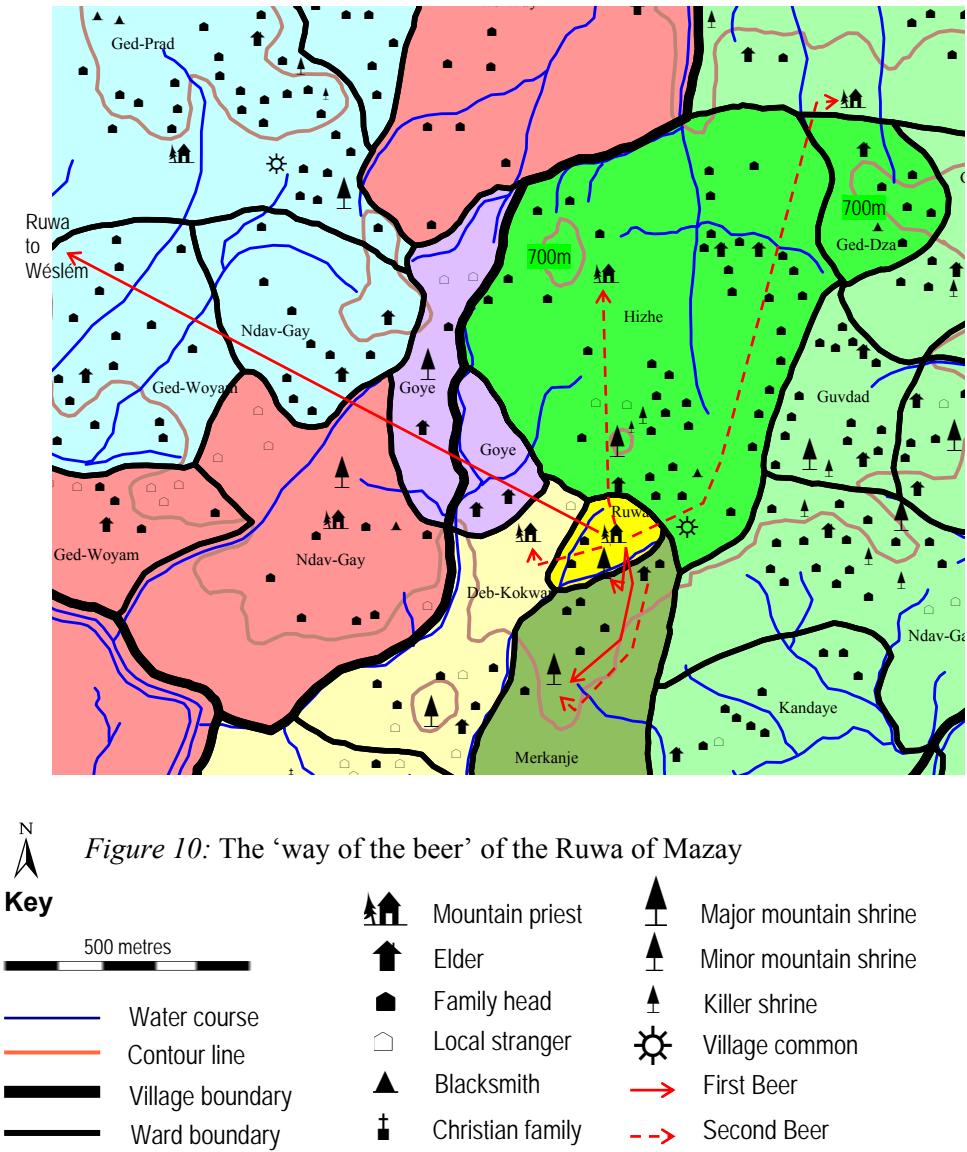 Ged-Prad
Ruwa
to
Wéslém
700m
700m
Ged-Dza
Hizhe
Ndav-Gay
Ged-Woyam
Goye
Guvdad
Goye
Ruwa
Ged-Woyam
Ndav-Gay
Deb-Kokwa
Ndav-Ga
Kandaye
Merkanje
N
Figure 10: The ‘way of the beer’ of the Ruwa of Mazay
Key
500 metres
Water course
Contour line
Village boundary
Ward boundary
Mountain priest
Elder
Family head
Local stranger
Blacksmith
Christian family
Major mountain shrine
Minor mountain shrine
Killer shrine
Village common
First Beer
Second Beer